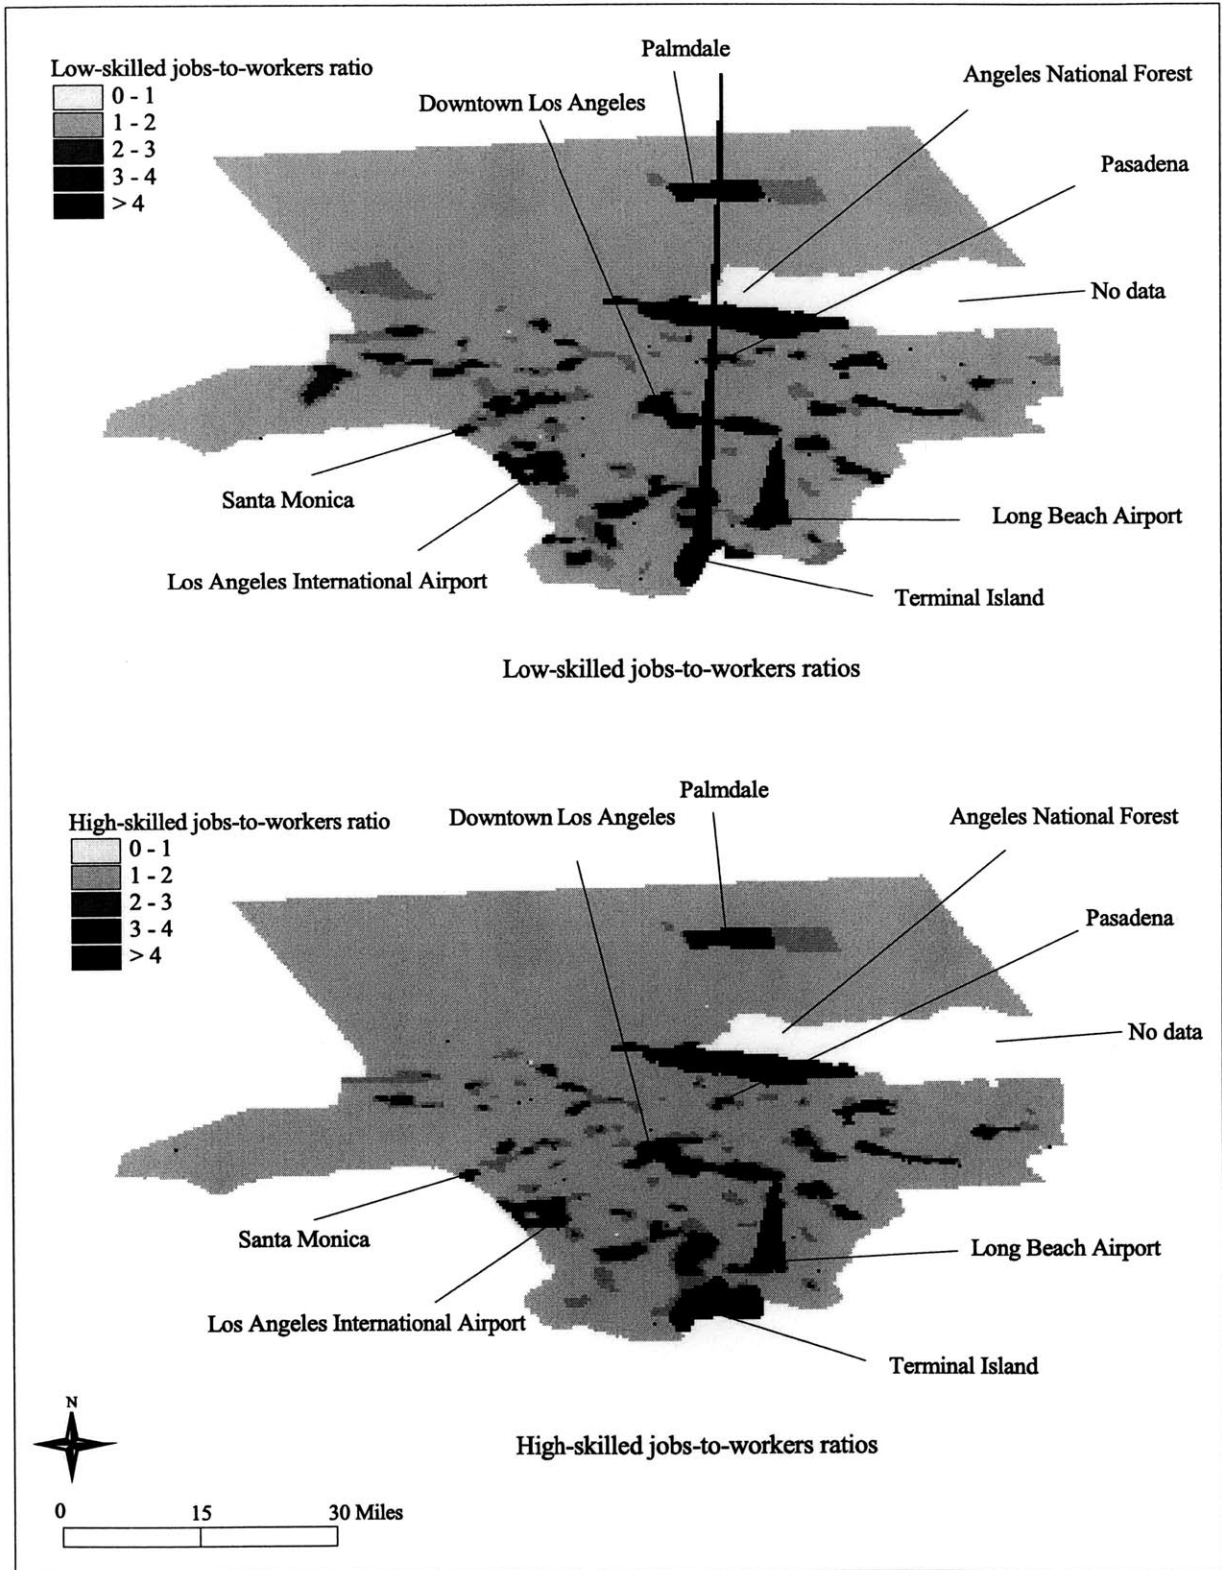 Palmdale
Low-skilled jobs-to-workers ratio
Angeles National Forest
0 - 1
Downtown Los Angeles
1 - 2
2 - 3
Pasadena
3 - 4
> 4
No data
Santa Monica
Long Beach Airport
Los Angeles International Airport
Terminal Island
Low-skilled jobs-to-workers ratios
Palmdale
High-skilled jobs-to-workers ratio
Downtown Los Angeles
Angeles National Forest
0 - 1
1 - 2
2 - 3
Pasadena
3 - 4
> 4
No data
Santa Monica
Long Beach Airport
Los Angeles International Airport
Terminal Island
N
High-skilled jobs-to-workers ratios
0 15 30 Miles